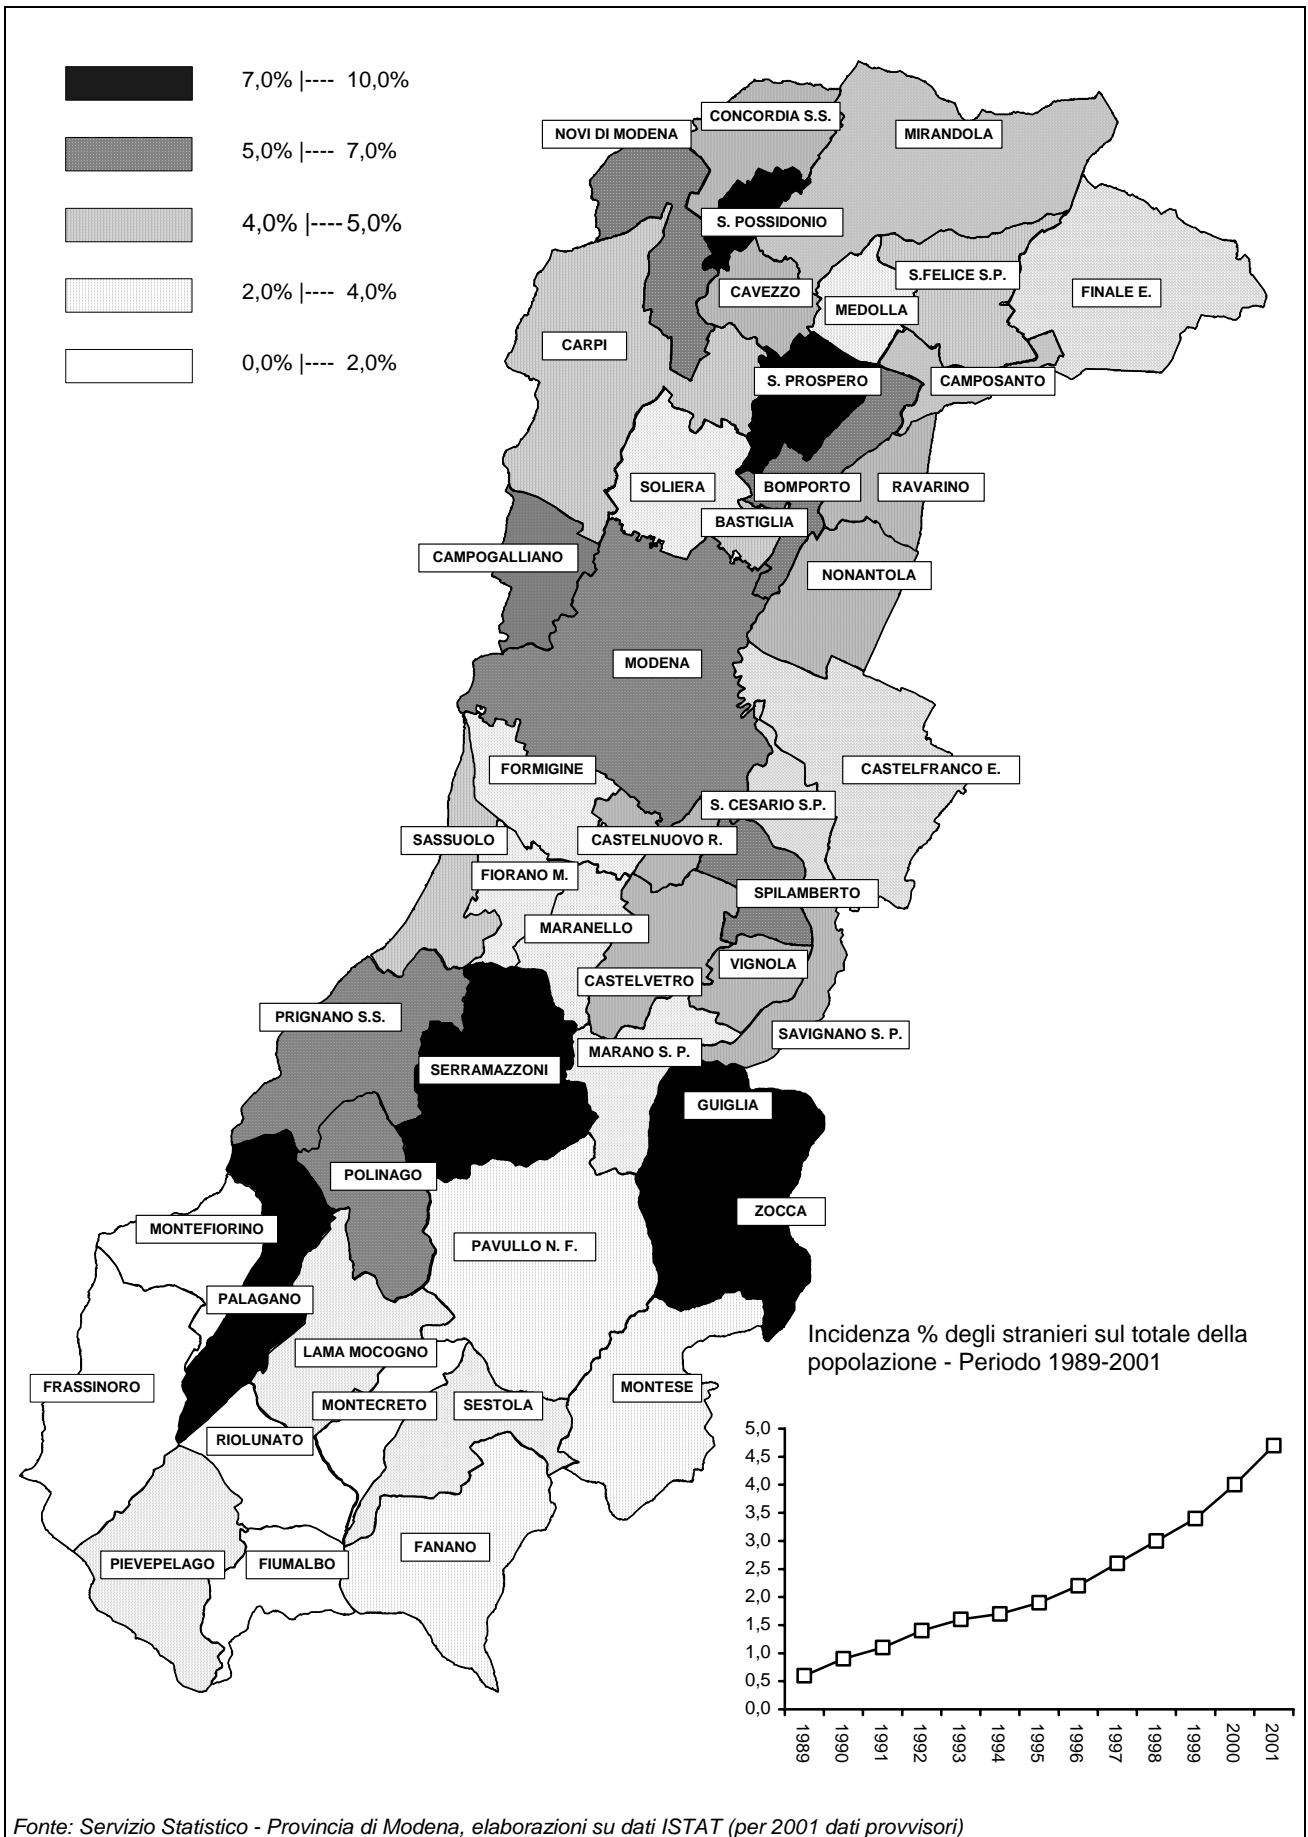 7,0% |---- 10,0%
5,0% |---- 7,0%
4,0% |---- 5,0%
2,0% |---- 4,0%
0,0% |---- 2,0%
CONCORDIA S.S.
NOVI DI MODENA
MIRANDOLA
S. POSSIDONIO
S.FELICE S.P.
CAVEZZO
FINALE E.
MEDOLLA
CARPI
S. PROSPERO
CAMPOSANTO
SOLIERA
BOMPORTO
RAVARINO
BASTIGLIA
CAMPOGALLIANO
NONANTOLA
MODENA
FORMIGINE
CASTELFRANCO E.
S. CESARIO S.P.
SASSUOLO
CASTELNUOVO R.
FIORANO M.
SPILAMBERTO
MARANELLO
VIGNOLA
CASTELVETRO
PRIGNANO S.S.
SAVIGNANO S. P.
MARANO S. P.
SERRAMAZZONI
GUIGLIA
POLINAGO
ZOCCA
MONTEFIORINO
PAVULLO N. F.
PALAGANO
LAMA MOCOGNO
FRASSINORO
MONTESE
MONTECRETO
SESTOLA
RIOLUNATO
FANANO
PIEVEPELAGO
FIUMALBO
Incidenza % degli stranieri sul totale della
popolazione - Periodo 1989-2001
5,0
4,5
4,0
3,5
3,0
2,5
2,0
1,5
1,0
0,5
0,0
1989
1990
1991
1992
1993
1994
1995
1996
1997
1998
1999
2000
2001
Fonte: Servizio Statistico - Provincia di Modena, elaborazioni su dati ISTAT (per 2001 dati provvisori)